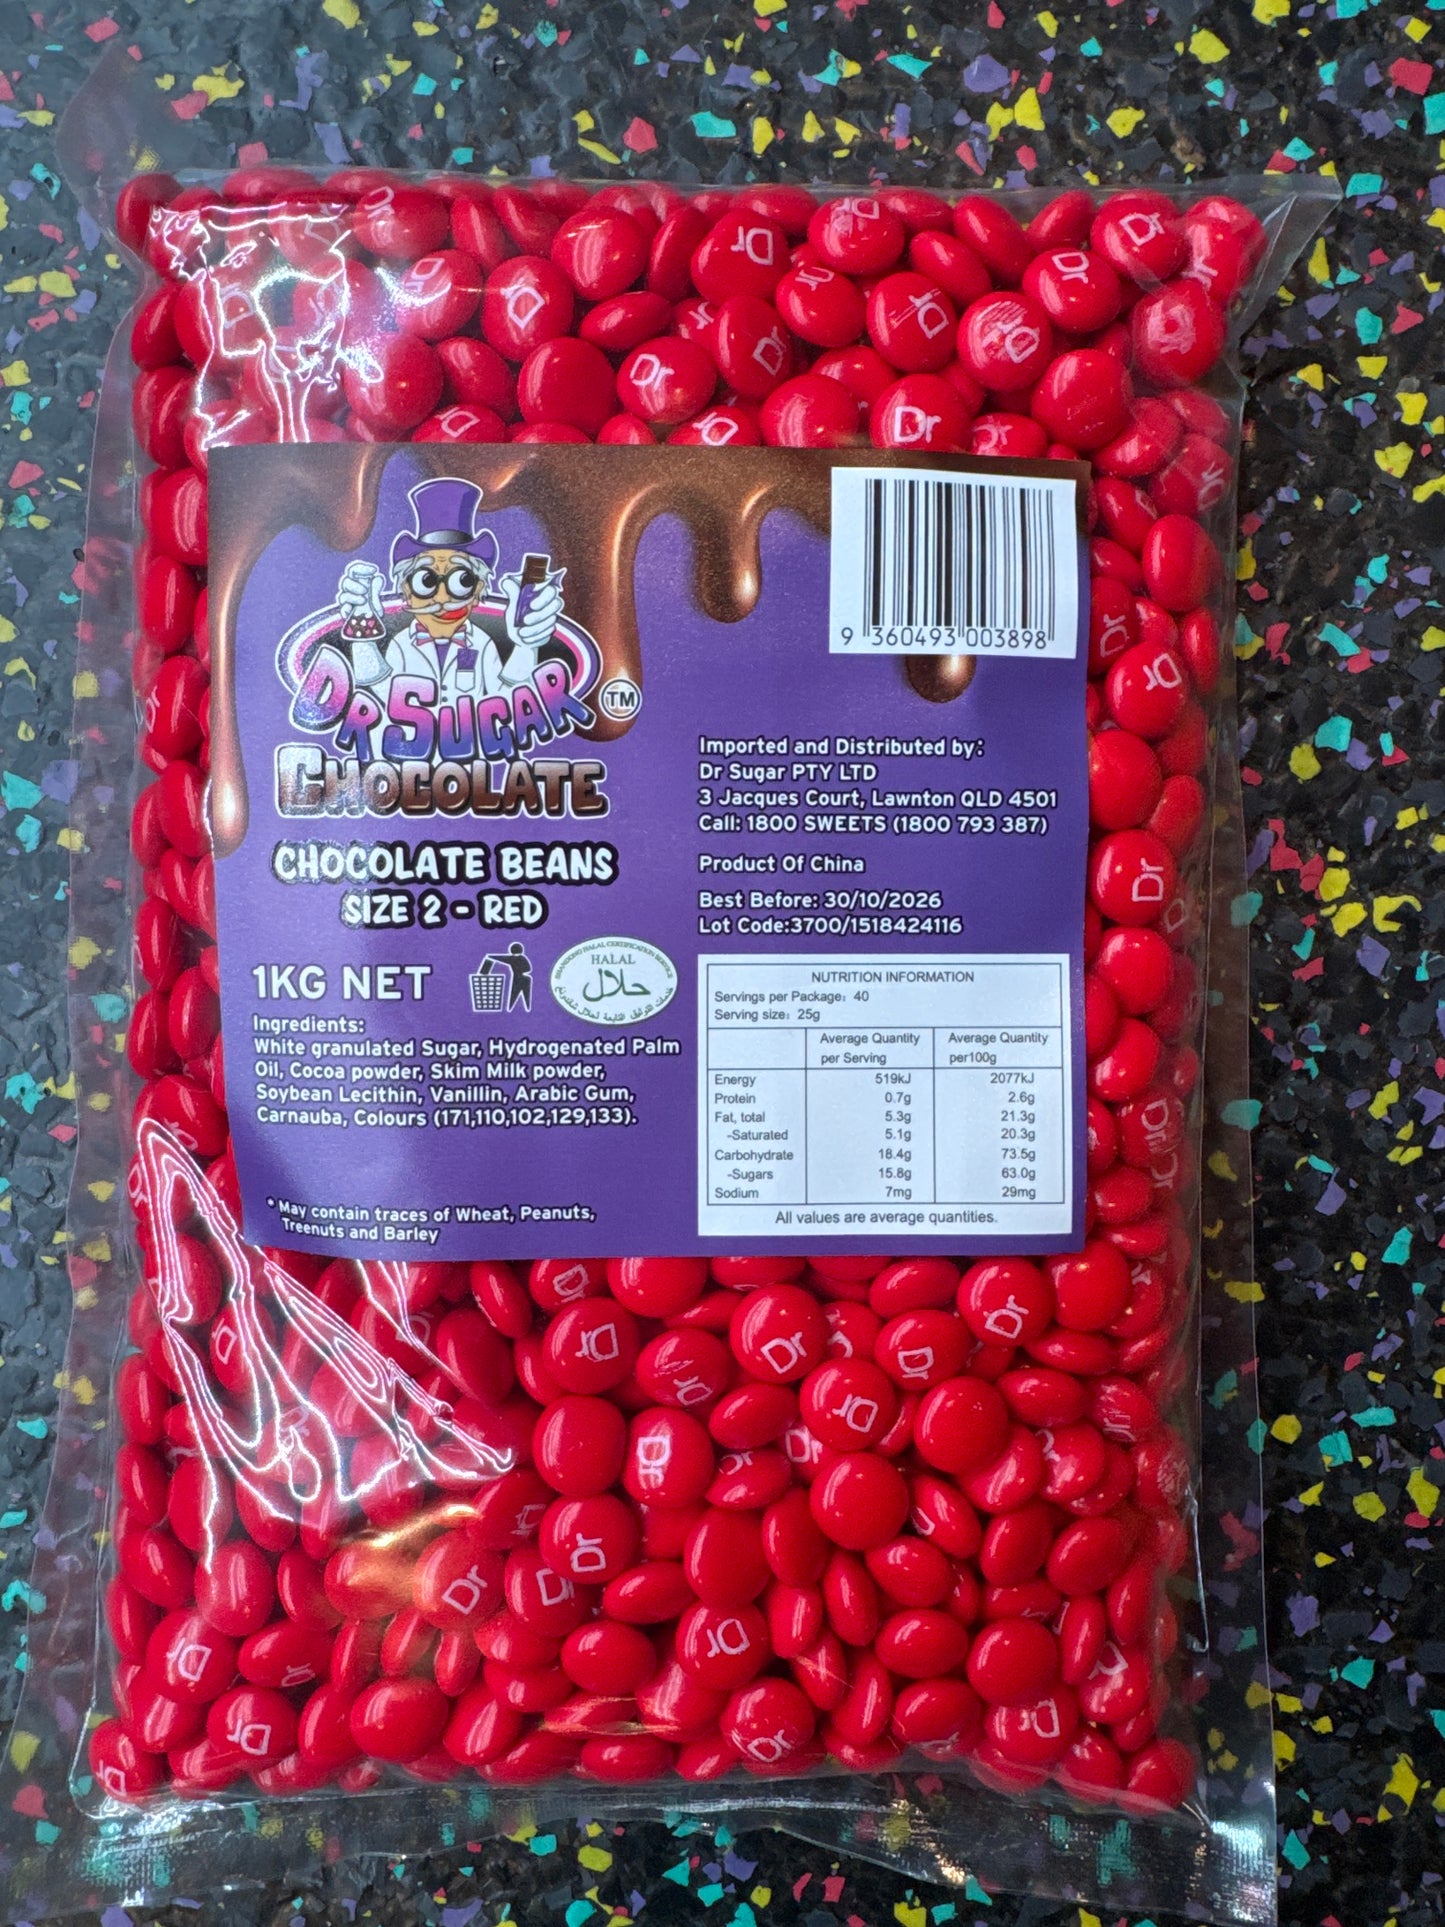 DR SUGAR
TM
CHOCOLATE
CHOCOLATE BEANS
SIZE 2 - RED
1KG NET
HALAL
حلال
Ingredients:
White granulated Sugar, Hydrogenated Palm
Oil, Cocoa powder, Skim Milk powder,
Soybean Lecithin, Vanillin, Arabic Gum,
Carnauba, Colours (171,110,102,129,133).
* May contain traces of Wheat, Peanuts,
Treenuts and Barley
9 360493 003898
Imported and Distributed by:
Dr Sugar PTY LTD
3 Jacques Court, Lawnton QLD 4501
Call: 1800 SWEETS (1800 793 387)
Product Of China
Best Before: 30/10/2026
Lot Code:3700/1518424116
NUTRITION INFORMATION
Servings per Package: 40
Serving size: 25g
Average Quantity Average Quantity
per Serving per100g
Energy 519kJ 2077kJ
Protein 0.7g 2.6g
Fat, total 5.3g 21.3g
-Saturated 5.1g 20.3g
Carbohydrate 18.4g 73.5g
-Sugars 15.8g 63.0g
Sodium 7mg 29mg
All values are average quantities.
Dr